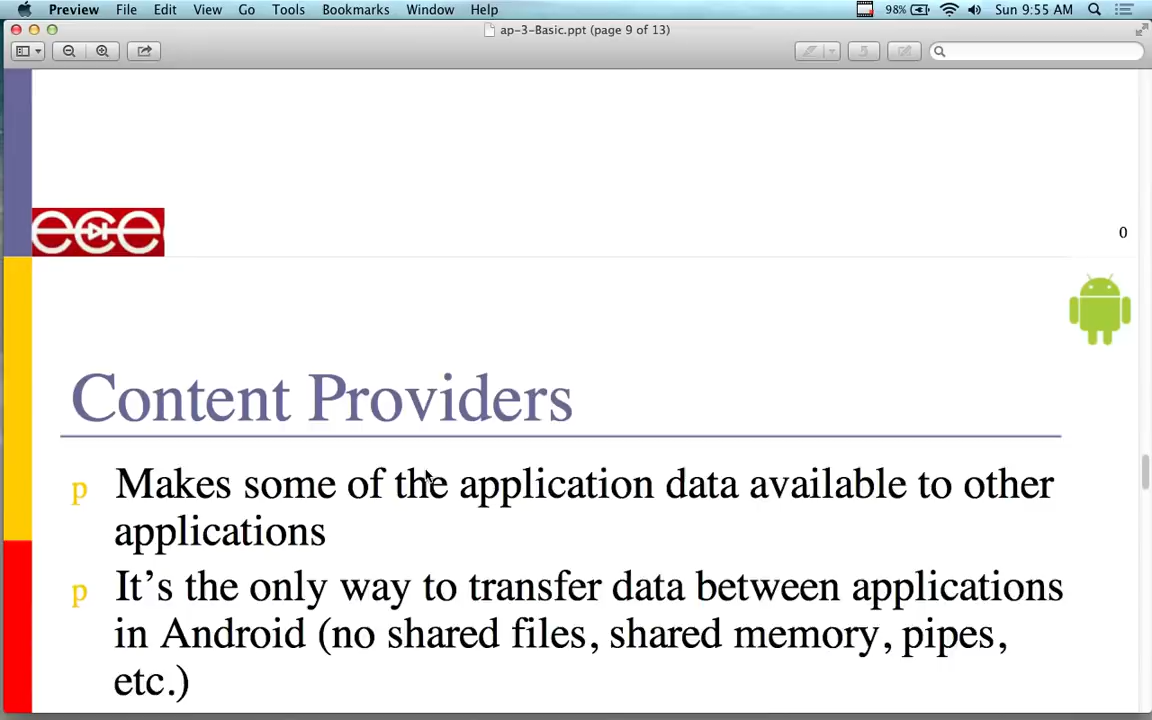 Preview File Edit View Go Tools Bookmarks Window Help 98% Sun 9:55 AM
ap-3-Basic.ppt (page 9 of 13)
ece
0
Content Providers
p Makes some of the application data available to other
applications
p It’s the only way to transfer data between applications
in Android (no shared files, shared memory, pipes,
etc.)